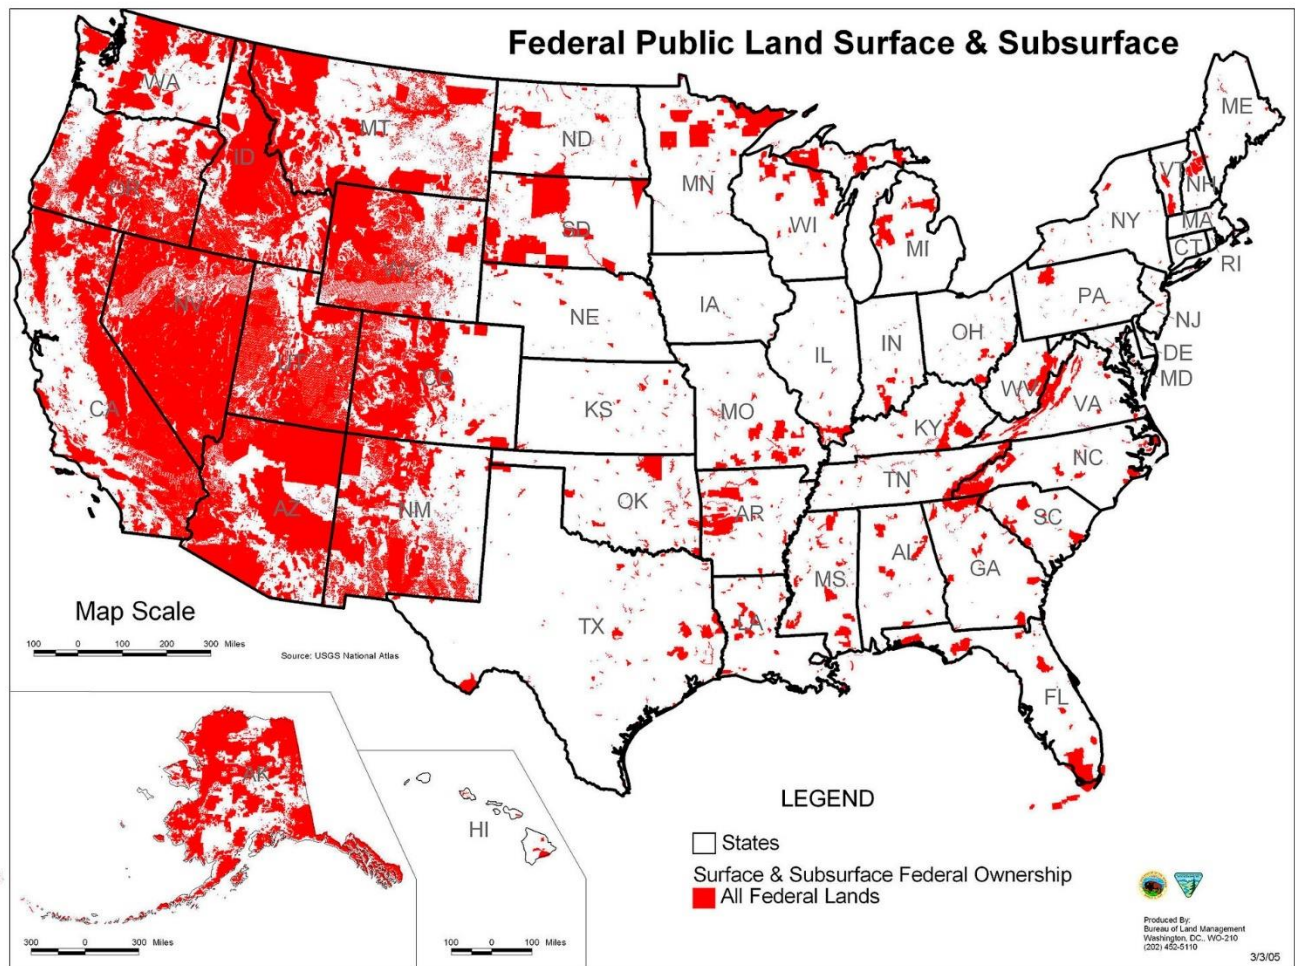 Federal Public Land Surface & Subsurface
WA
MT
ND
MN
ME
OR
ID
SD
WI
MI
NY
VT
NH
MA
CT
RI
WY
NE
IA
PA
NJ
NV
UT
CO
IL
IN
OH
DE
MD
WV
VA
CA
KS
MO
KY
NC
AZ
NM
OK
AR
TN
SC
MS
AL
GA
TX
LA
FL
Map Scale
100 0 100 200 300 Miles
Source: USGS National Atlas
AK
HI
300 0 300 Miles
100 0 100 Miles
LEGEND
States
Surface & Subsurface Federal Ownership
All Federal Lands
Produced By:
Bureau of Land Management
Washington, DC., WO-210
(202) 452-5110
3/3/05